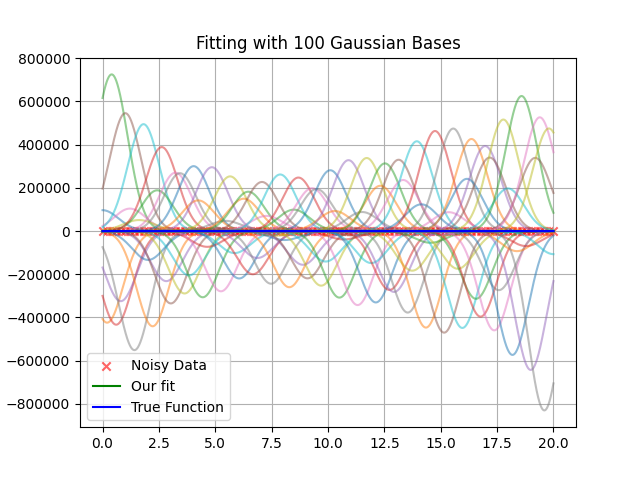 Fitting with 100 Gaussian Bases
800000
600000
400000
200000
0
−200000
−400000
−600000
−800000
Noisy Data
Our fit
True Function
0.0 2.5 5.0 7.5 10.0 12.5 15.0 17.5 20.0